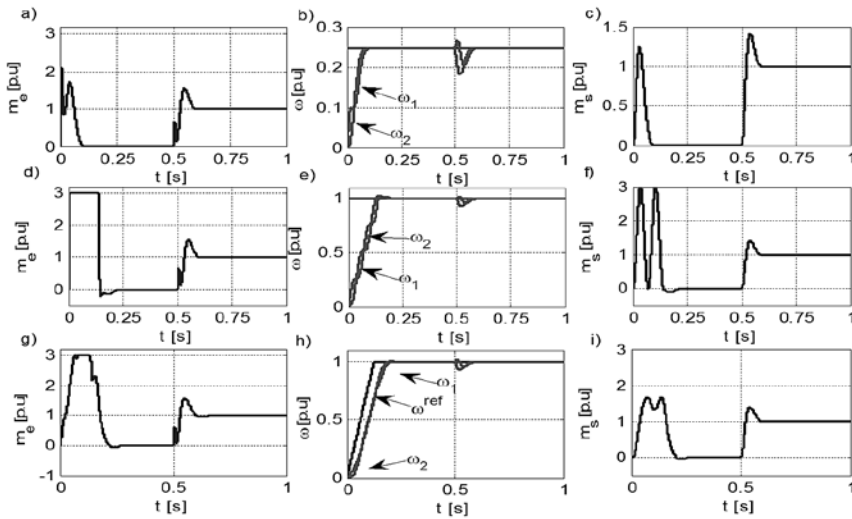 a)
3
2
1
0
m_e [p.u]
0 0.25 0.5 0.75 1
t [s]
b)
0.3
0.2
0.1
0
ω [p.u]
ω_1
ω_2
0 0.25 0.5 0.75 1
t [s]
c)
1.5
1
0.5
0
m_s [p.u]
0 0.25 0.5 0.75 1
t [s]
d)
3
2
1
0
m_e [p.u]
0 0.25 0.5 0.75 1
t [s]
e)
1
0.5
0
ω [p.u]
ω_2
ω_1
0 0.25 0.5 0.75 1
t [s]
f)
3
2
1
0
m_s [p.u]
0 0.25 0.5 0.75 1
t [s]
g)
3
2
1
0
-1
m_e [p.u]
0 0.5 1
t [s]
h)
1
0.5
0
ω [p.u]
ω_1
ω^ref
ω_2
0 0.5 1
t [s]
i)
3
2
1
0
m_s [p.u]
0 0.5 1
t [s]